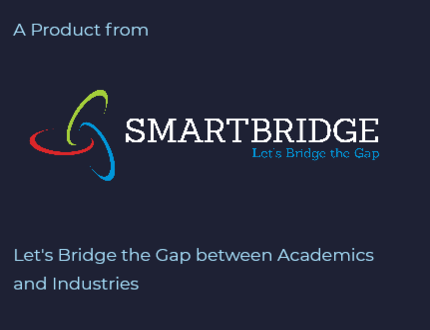 A Product from
SMARTBRIDGE
Let's Bridge the Gap
Let's Bridge the Gap between Academics
and Industries